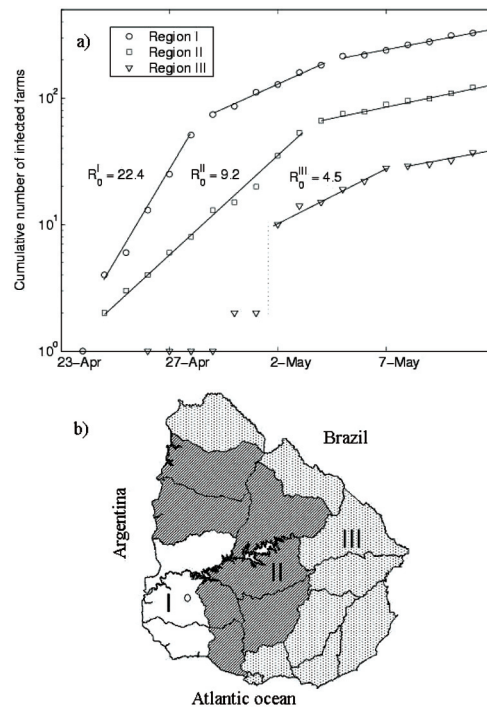 a)
Region I
Region II
Region III
Cumulative number of infected farms
10²
10¹
10⁰
R₀ᴵ = 22.4
R₀ᴵᴵ = 9.2
R₀ᴵᴵᴵ = 4.5
23-Apr 27-Apr 2-May 7-May
b)
Brazil
Argentina
III
II
I
Atlantic ocean